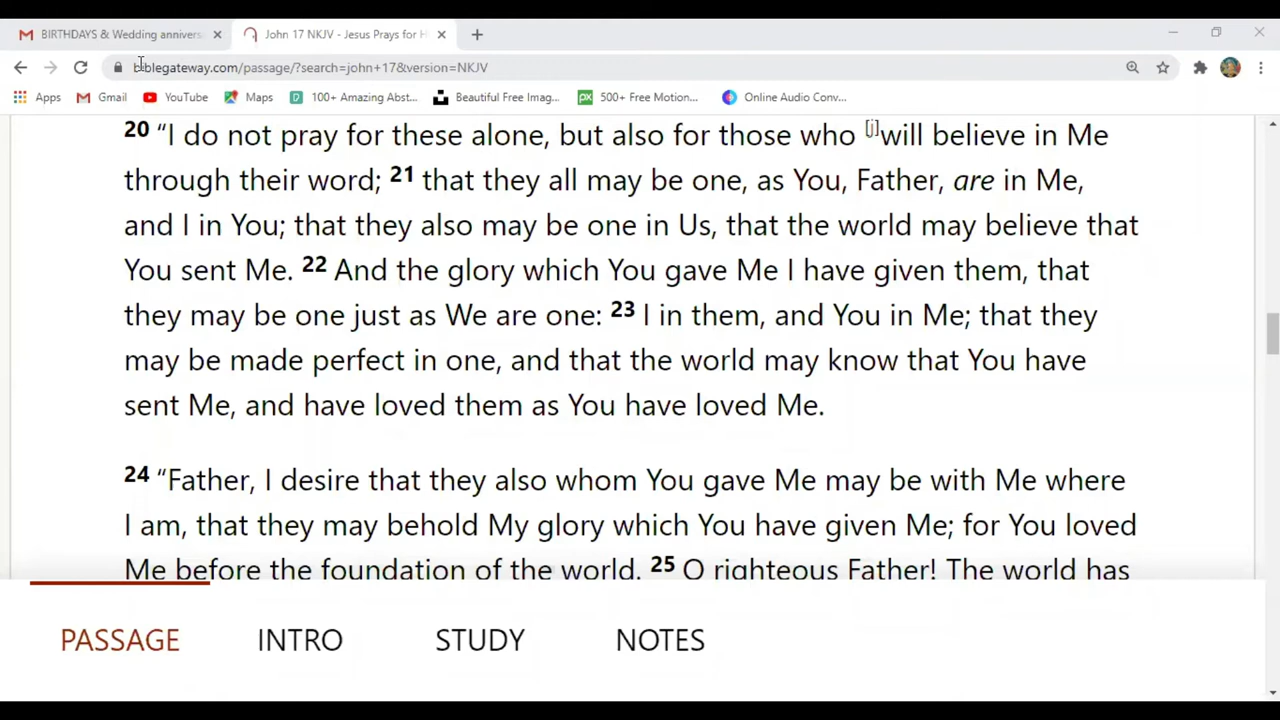 BIRTHDAYS & Wedding annivers
John 17 NKJV - Jesus Prays for H
biblegateway.com/passage/?search=john+17&version=NKJV
Apps Gmail YouTube Maps 100+ Amazing Abst... Beautiful Free Imag... 500+ Free Motion... Online Audio Conv...
20 “I do not pray for these alone, but also for those who [j]will believe in Me
through their word; 21 that they all may be one, as You, Father, are in Me,
and I in You; that they also may be one in Us, that the world may believe that
You sent Me. 22 And the glory which You gave Me I have given them, that
they may be one just as We are one: 23 I in them, and You in Me; that they
may be made perfect in one, and that the world may know that You have
sent Me, and have loved them as You have loved Me.
24 “Father, I desire that they also whom You gave Me may be with Me where
I am, that they may behold My glory which You have given Me; for You loved
Me before the foundation of the world. 25 O righteous Father! The world has
PASSAGE INTRO STUDY NOTES